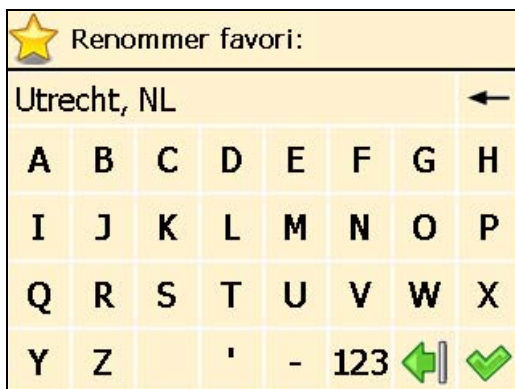 Renommer favori:
Utrecht, NL
A B C D E F G H
I J K L M N O P
Q R S T U V W X
Y Z ' - 123